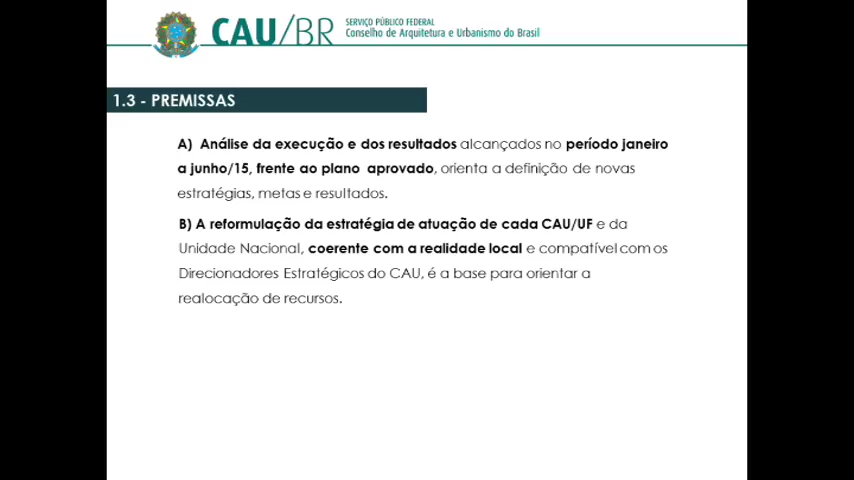 CAU/BR
SERVIÇO PÚBLICO FEDERAL
Conselho de Arquitetura e Urbanismo do Brasil
1.3 - PREMISSAS
A) Análise da execução e dos resultados alcançados no período janeiro
a junho/15, frente ao plano aprovado, orienta a definição de novas
estratégias, metas e resultados.
B) A reformulação da estratégia de atuação de cada CAU/UF e da
Unidade Nacional, coerente com a realidade local e compatível com os
Direcionadores Estratégicos do CAU, é a base para orientar a
realocação de recursos.